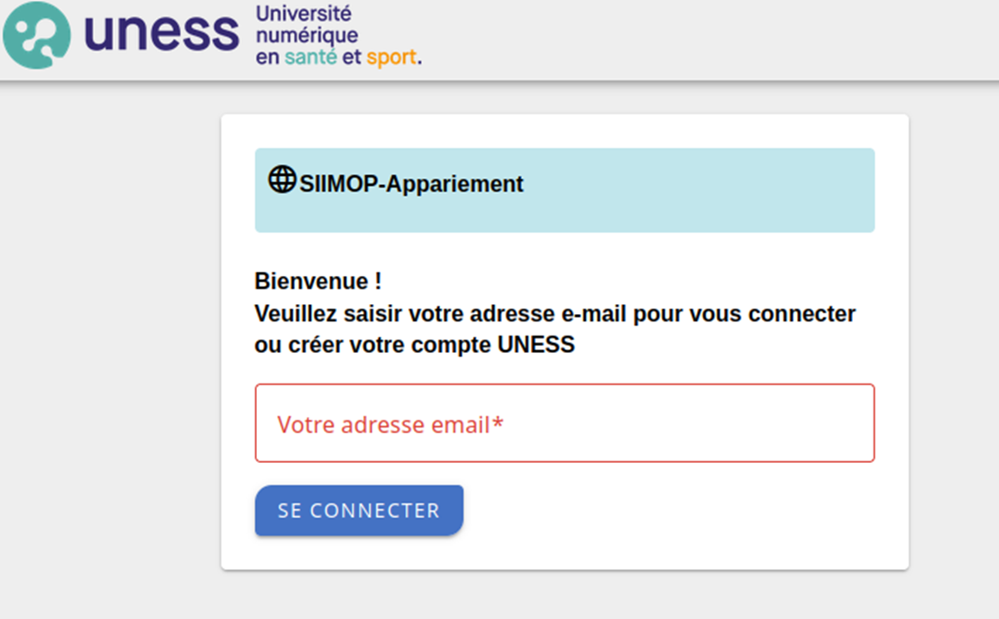 uness
Université
numérique
en santé et sport.
SIIMOP-Appariement
Bienvenue !
Veuillez saisir votre adresse e-mail pour vous connecter
ou créer votre compte UNESS
Votre adresse email*
SE CONNECTER